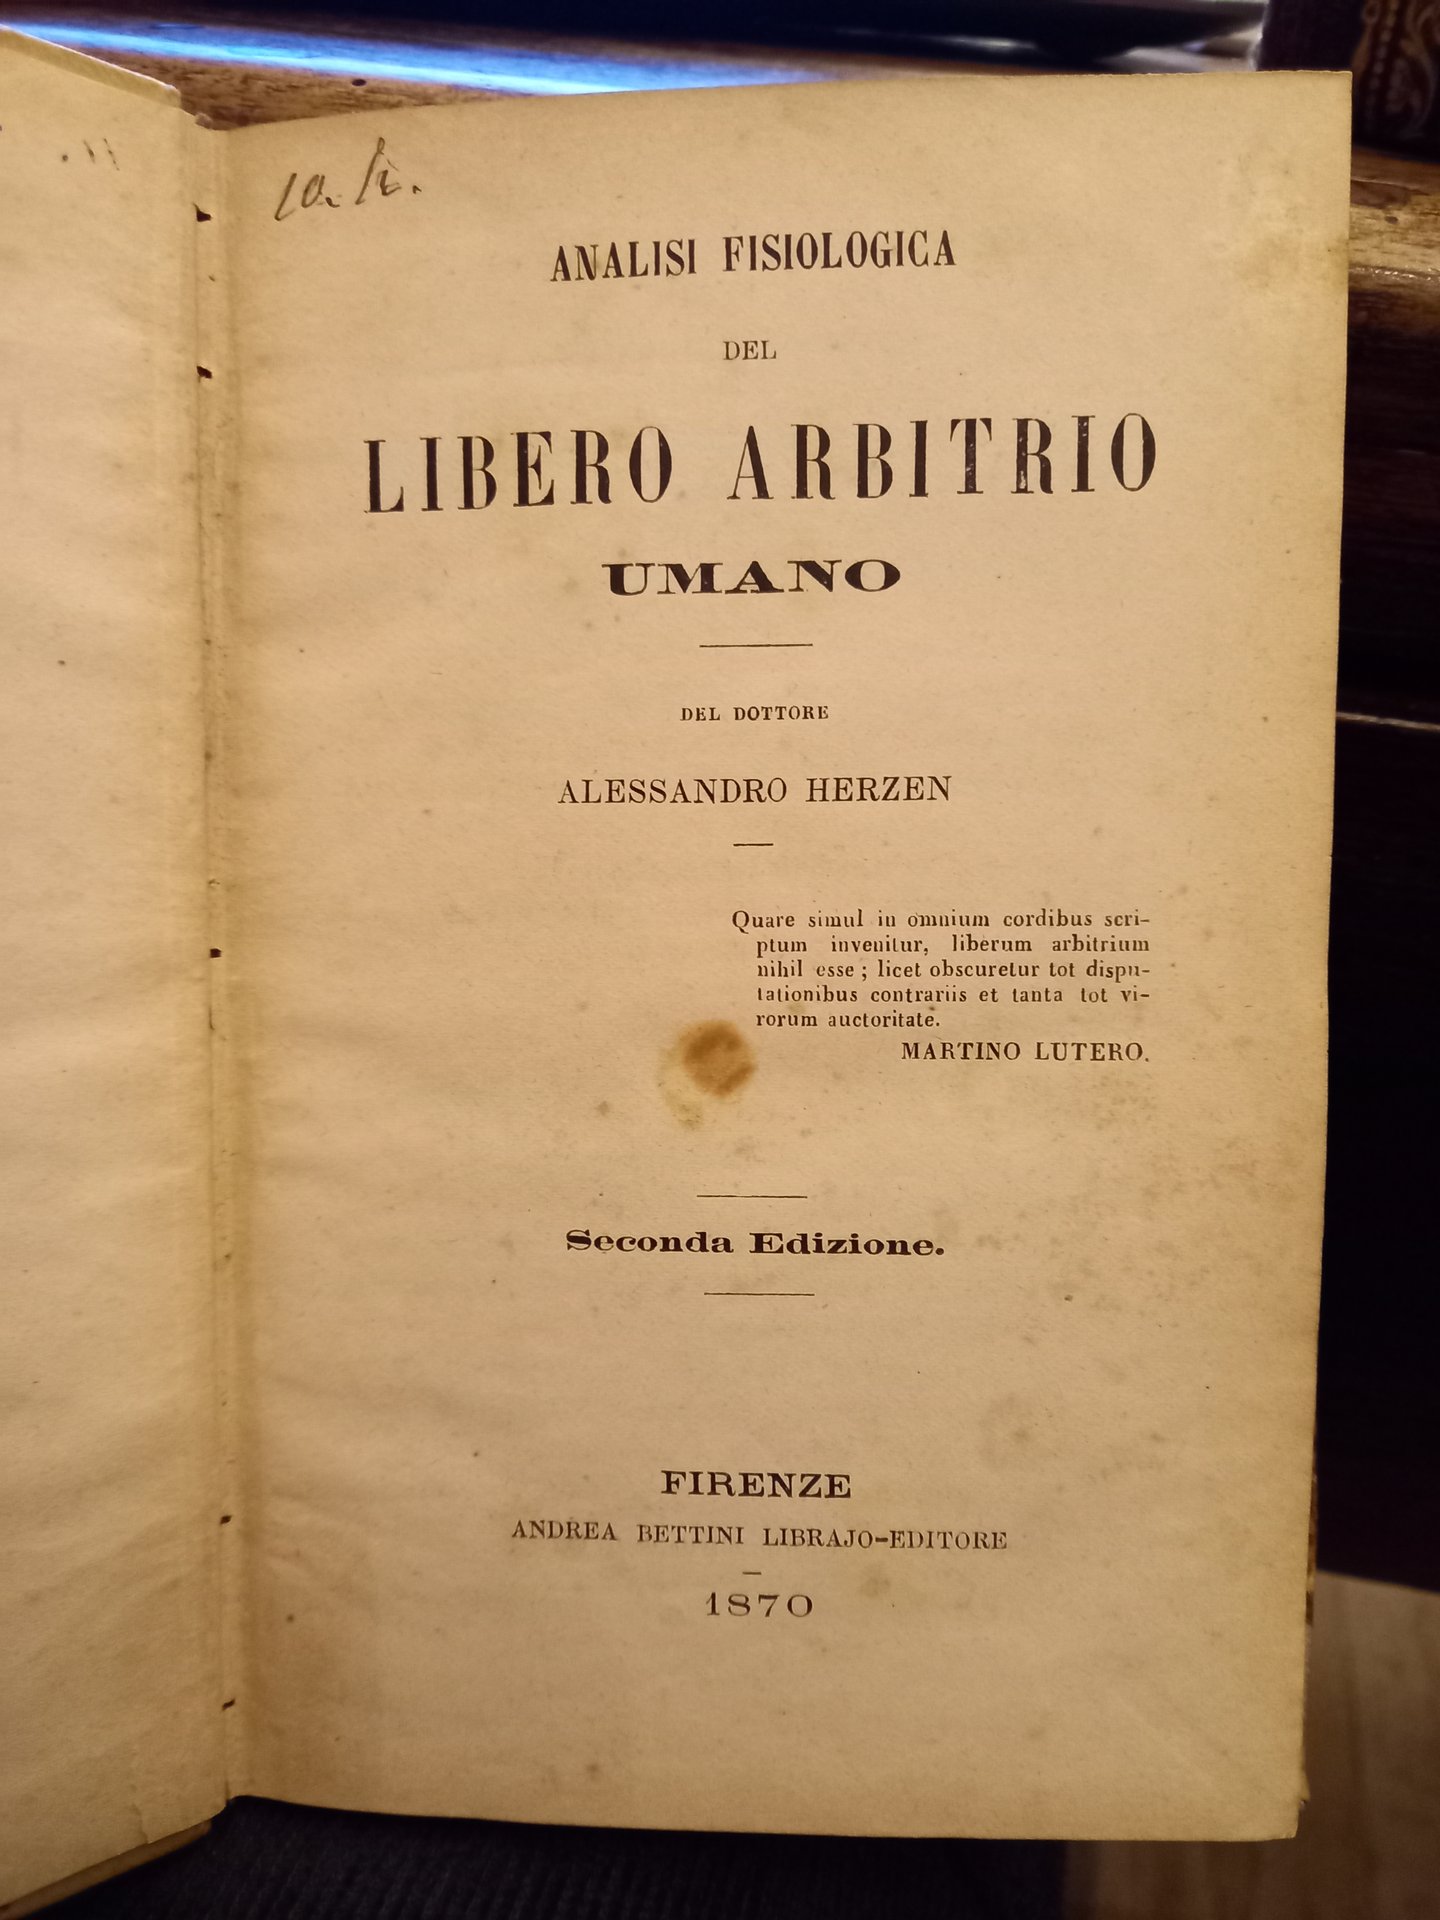 ANALISI FISIOLOGICA
DEL
LIBERO ARBITRIO
UMANO
DEL DOTTORE
ALESSANDRO HERZEN
Quare simul in omnium cordibus scri-
ptum invenitur, liberum arbitrium
nihil esse; licet obscuretur tot dispu-
tationibus contrariis et tanta tot vi-
rorum auctoritate.
MARTINO LUTERO.
Seconda Edizione.
FIRENZE
ANDREA BETTINI LIBRAJO-EDITORE
1870